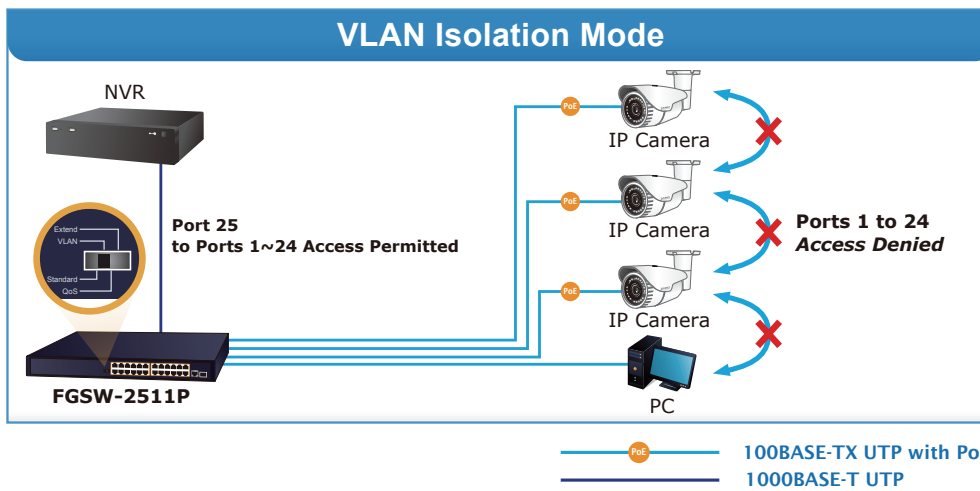 VLAN Isolation Mode
NVR
PoE
IP Camera
Port 25
to Ports 1~24 Access Permitted
Extend
VLAN
Standard
QoS
PoE
IP Camera
Ports 1 to 24
Access Denied
PoE
IP Camera
FGSW-2511P
PC
PoE
100BASE-TX UTP with Po
1000BASE-T UTP